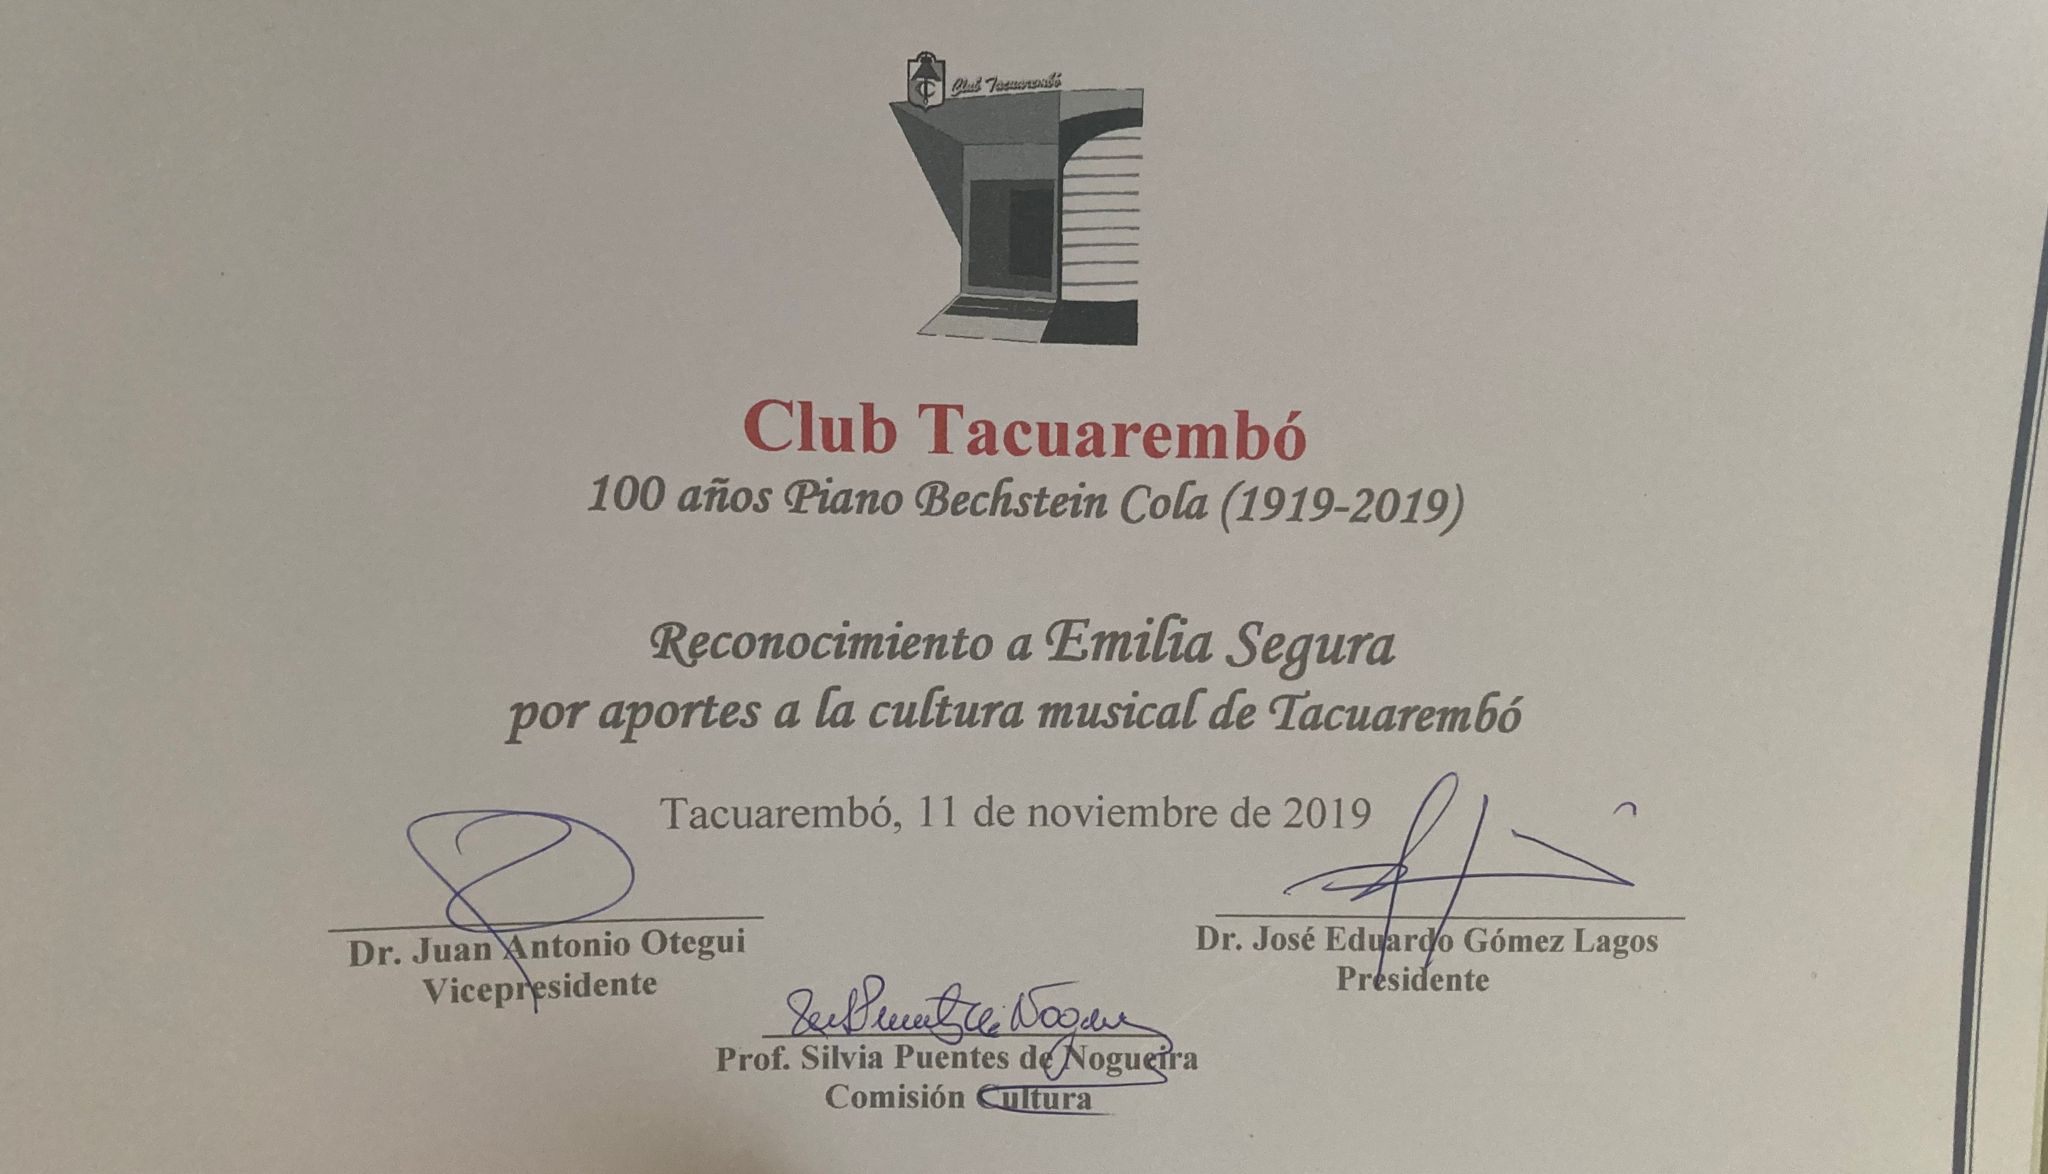 Club Tacuarembó
Club Tacuarembó
100 años Piano Bechstein Cola (1919-2019)
Reconocimiento a Emilia Segura
por aportes a la cultura musical de Tacuarembó
Tacuarembó, 11 de noviembre de 2019
Dr. Juan Antonio Otegui
Vicepresidente
Dr. José Eduardo Gómez Lagos
Presidente
Prof. Silvia Puentes de Nogueira
Comisión Cultura